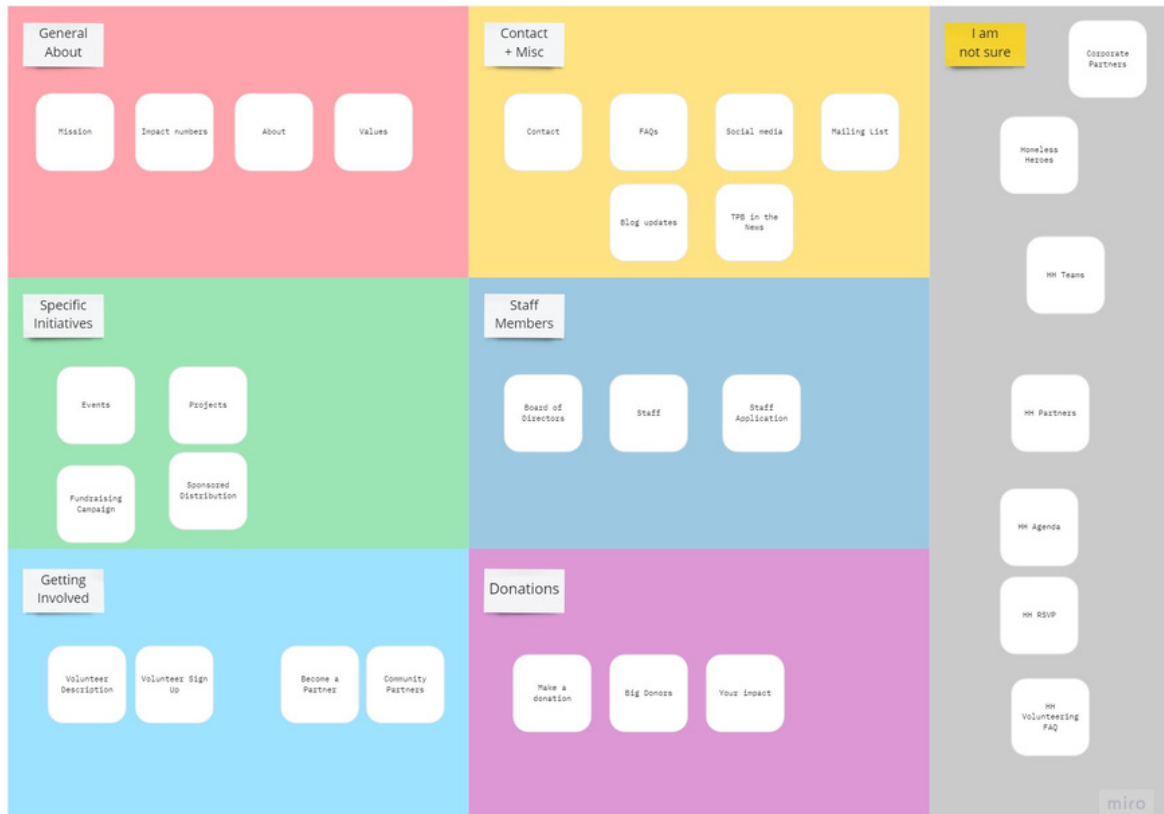 General
About
Mission
Impact numbers
About
Values
Contact
+ Misc
Contact
FAQs
Social media
Mailing List
Blog updates
TPB in the
News
I am
not sure
Corporate
Partners
Homeless
Heroes
HH Teams
HH Partners
HH Agenda
HH RSVP
HH
Volunteering
FAQ
Specific
Initiatives
Events
Projects
Fundraising
Campaign
Sponsored
Distribution
Staff
Members
Board of
Directors
Staff
Staff
Application
Getting
Involved
Volunteer
Description
Volunteer Sign
Up
Become a
Partner
Community
Partners
Donations
Make a
donation
Big Donors
Your impact
miro